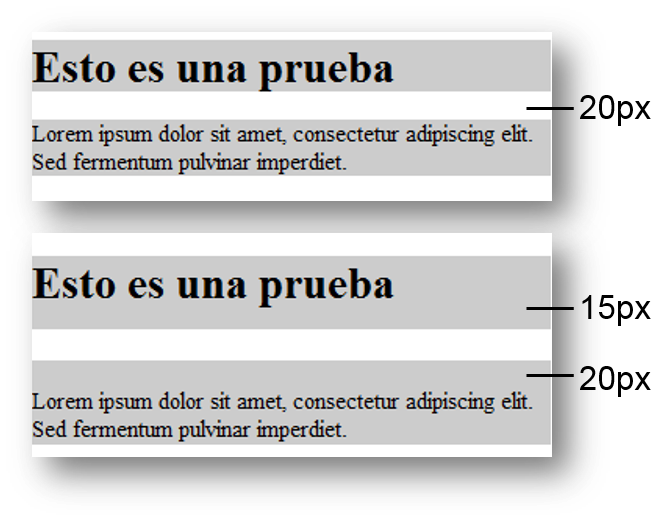 Esto es una prueba
20px
Lorem ipsum dolor sit amet, consectetur adipiscing elit.
Sed fermentum pulvinar imperdiet.
Esto es una prueba
15px
20px
Lorem ipsum dolor sit amet, consectetur adipiscing elit.
Sed fermentum pulvinar imperdiet.